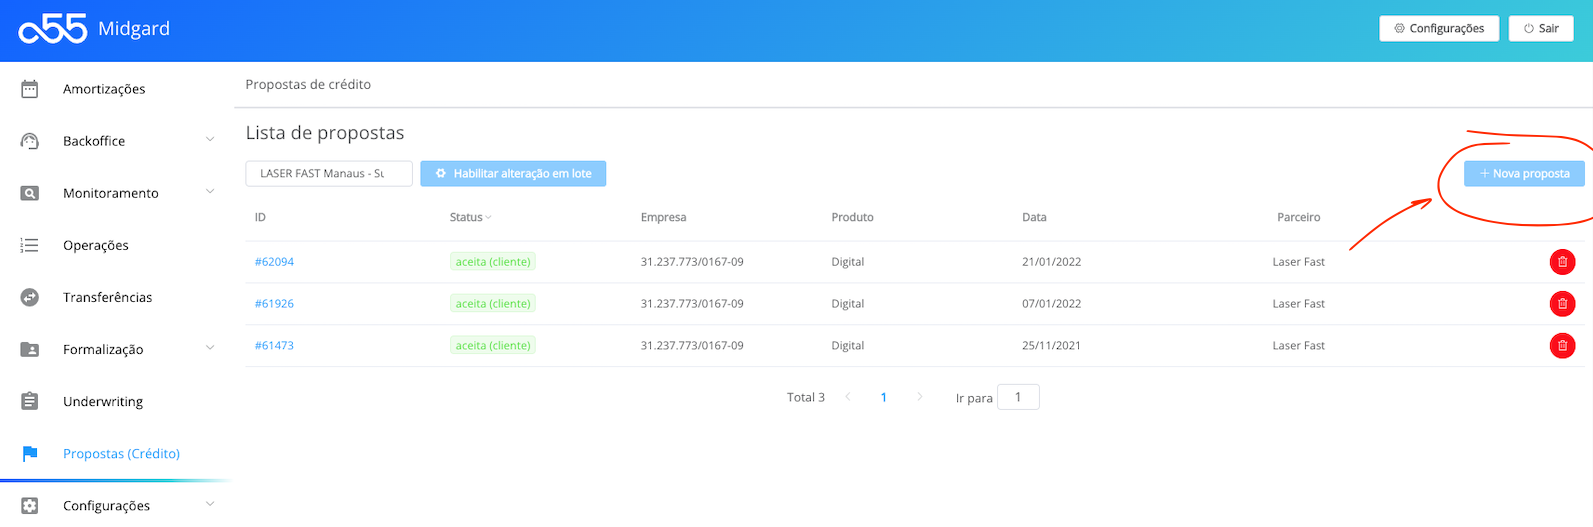 a55 Midgard
Configurações
Sair
Amortizações
Backoffice
Monitoramento
Operações
Transferências
Formalização
Underwriting
Propostas (Crédito)
Configurações
Propostas de crédito
Lista de propostas
LASER FAST Manaus - Su
Habilitar alteração em lote
+ Nova proposta
ID Status Empresa Produto Data Parceiro
#62094 aceita (cliente) 31.237.773/0167-09 Digital 21/01/2022 Laser Fast
#61926 aceita (cliente) 31.237.773/0167-09 Digital 07/01/2022 Laser Fast
#61473 aceita (cliente) 31.237.773/0167-09 Digital 25/11/2021 Laser Fast
Total 3 < 1 > Ir para 1